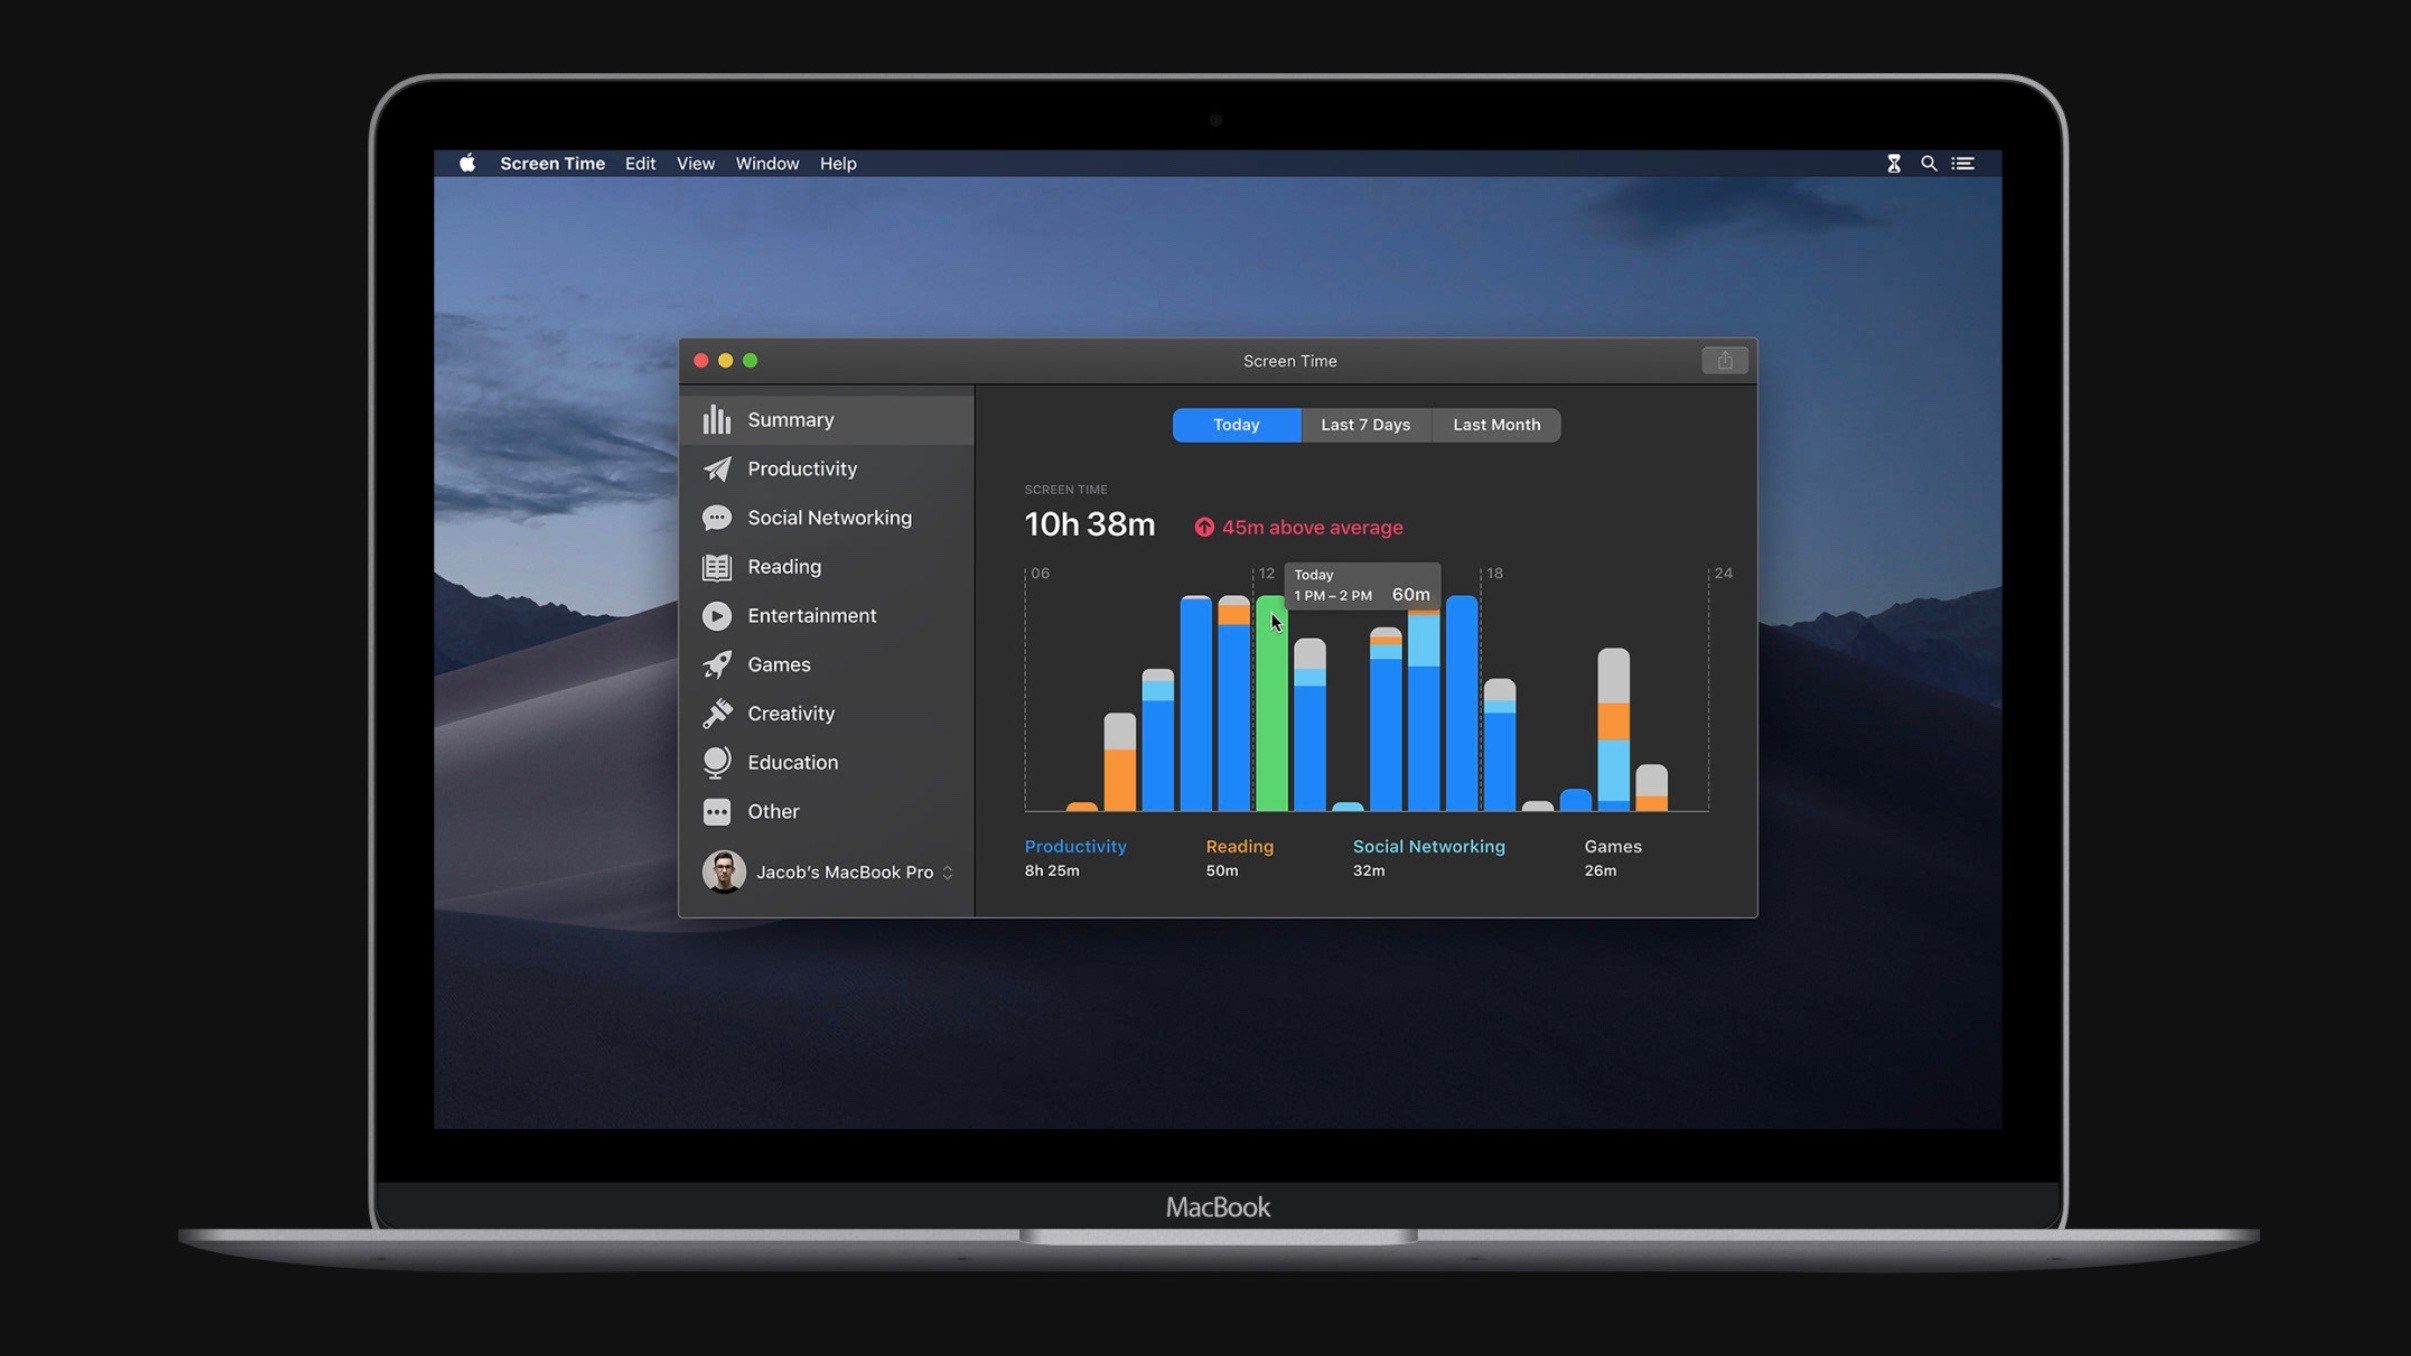 Screen Time Edit View Window Help
Screen Time
Summary
Productivity
Social Networking
Reading
Entertainment
Games
Creativity
Education
Other
Jacob’s MacBook Pro
Today Last 7 Days Last Month
SCREEN TIME
10h 38m 45m above average
06 12 18 24
Today
1 PM – 2 PM 60m
Productivity Reading Social Networking Games
8h 25m 50m 32m 26m
MacBook